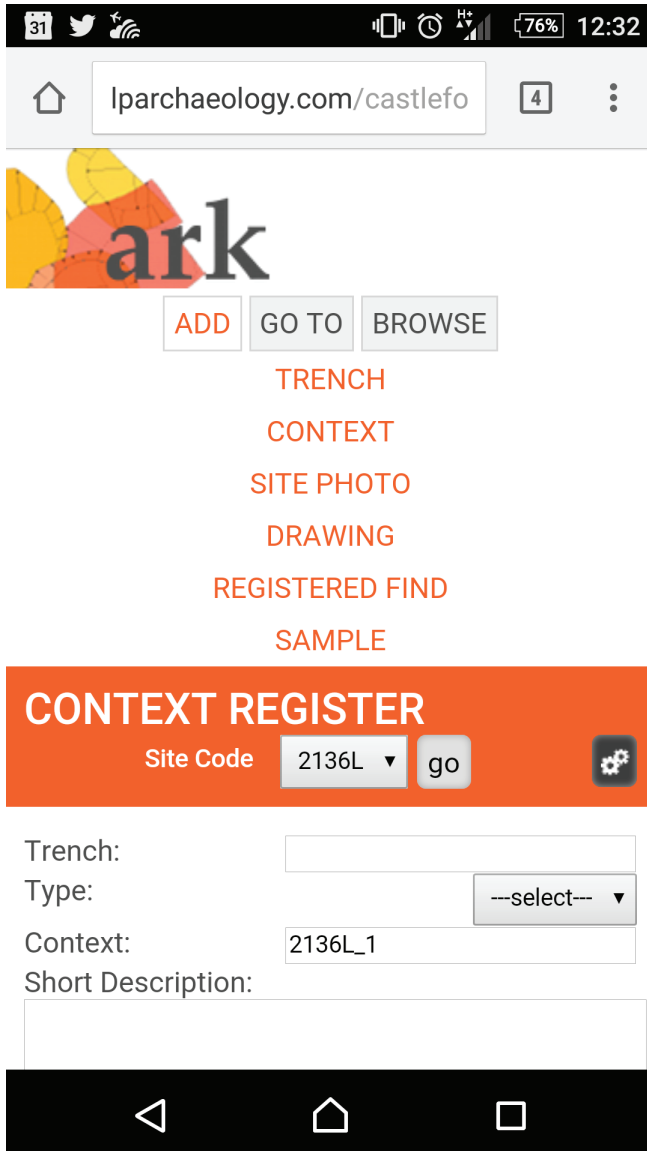 31 H+ 76% 12:32
lparchaeology.com/castlefo 4
ark
ADD GO TO BROWSE
TRENCH
CONTEXT
SITE PHOTO
DRAWING
REGISTERED FIND
SAMPLE
CONTEXT REGISTER
Site Code 2136L go
Trench:
Type: ---select---
Context: 2136L_1
Short Description: